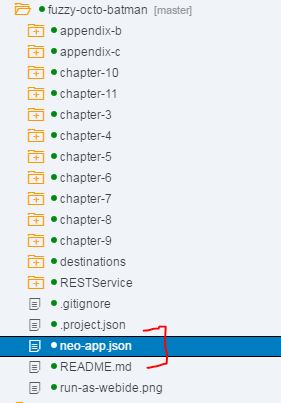 fuzzy-octo-batman [master]
appendix-b
appendix-c
chapter-10
chapter-11
chapter-3
chapter-4
chapter-5
chapter-6
chapter-7
chapter-8
chapter-9
destinations
RESTService
.gitignore
.project.json
neo-app.json
README.md
run-as-webide.png